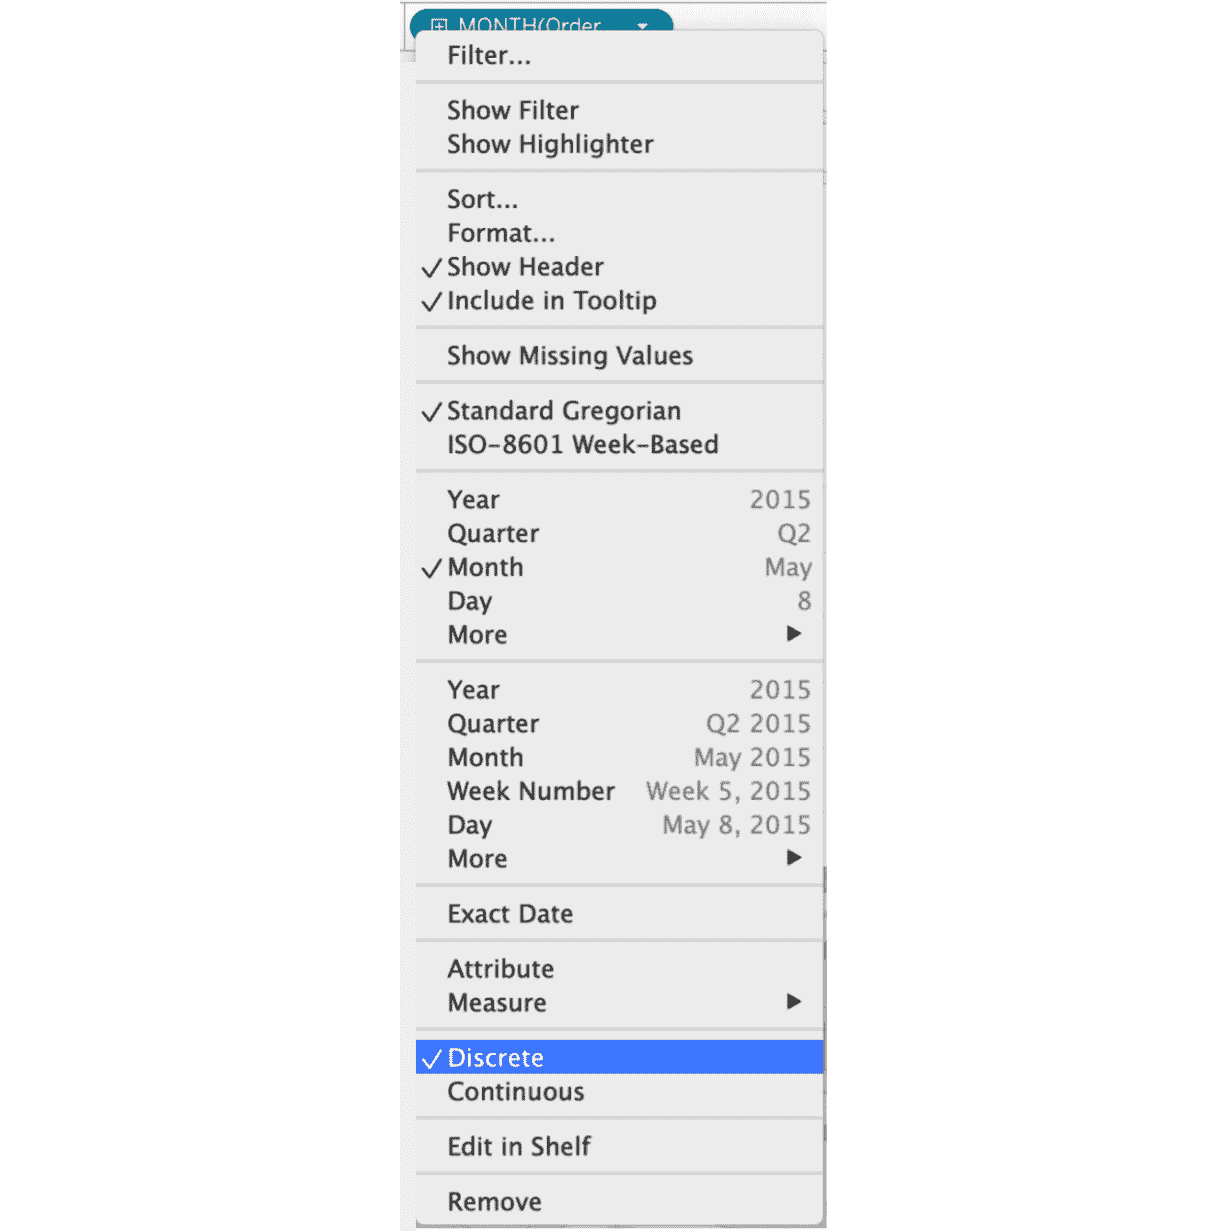 MONTH(Order
Filter...
Show Filter
Show Highlighter
Sort...
Format...
Show Header
Include in Tooltip
Show Missing Values
Standard Gregorian
ISO-8601 Week-Based
Year 2015
Quarter Q2
Month May
Day 8
More
Year 2015
Quarter Q2 2015
Month May 2015
Week Number Week 5, 2015
Day May 8, 2015
More
Exact Date
Attribute
Measure
Discrete
Continuous
Edit in Shelf
Remove